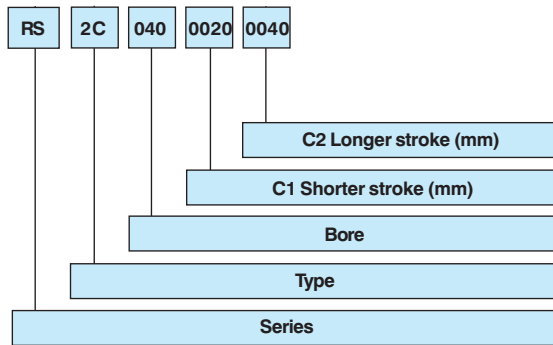 RS 2C 040 0020 0040
C2 Longer stroke (mm)
C1 Shorter stroke (mm)
Bore
Type
Series